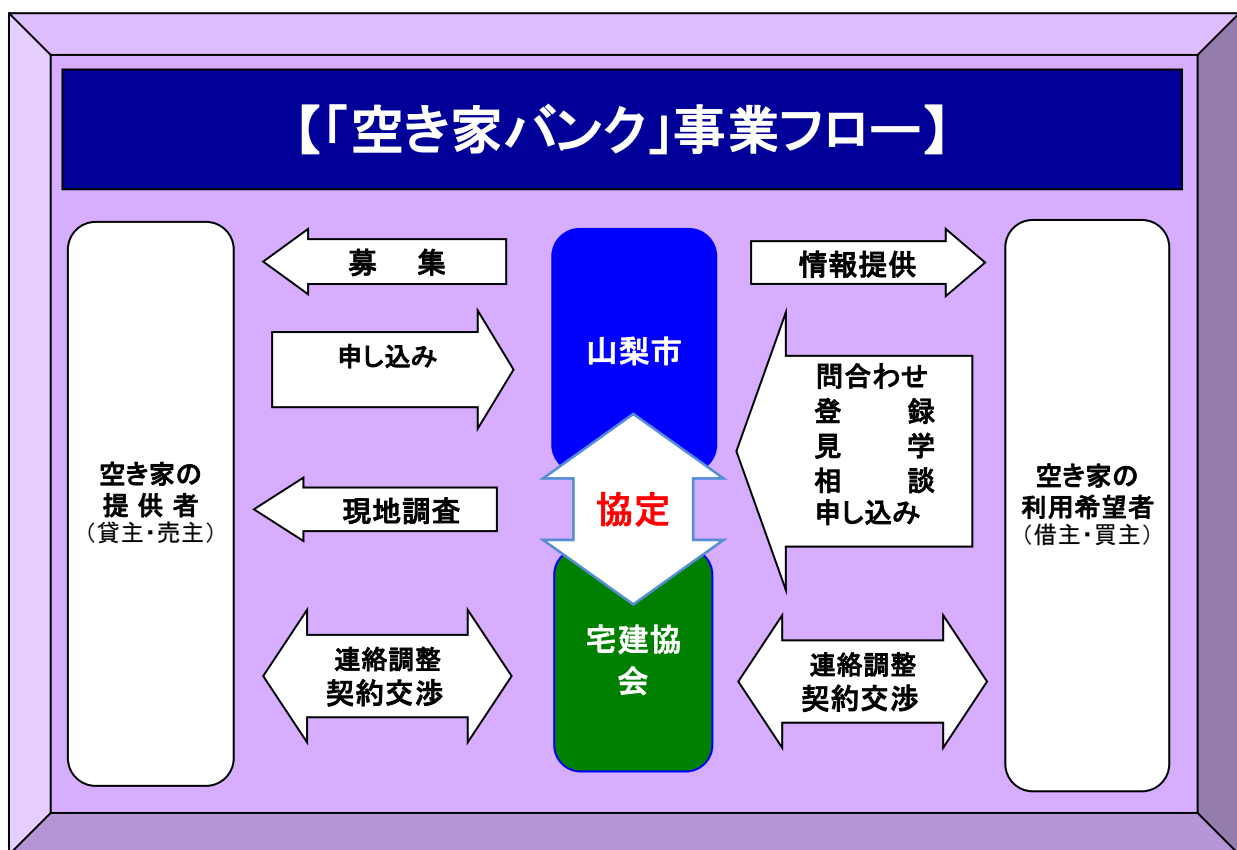 【「空き家バンク」事業フロー】
空き家の
提 供 者
（貸主・売主）
募　集
申し込み
現地調査
連絡調整
契約交渉
山梨市
協定
宅建協
会
情報提供
問合わせ
登　　録
見　　学
相　　談
申し込み
連絡調整
契約交渉
空き家の
利用希望者
（借主・買主）